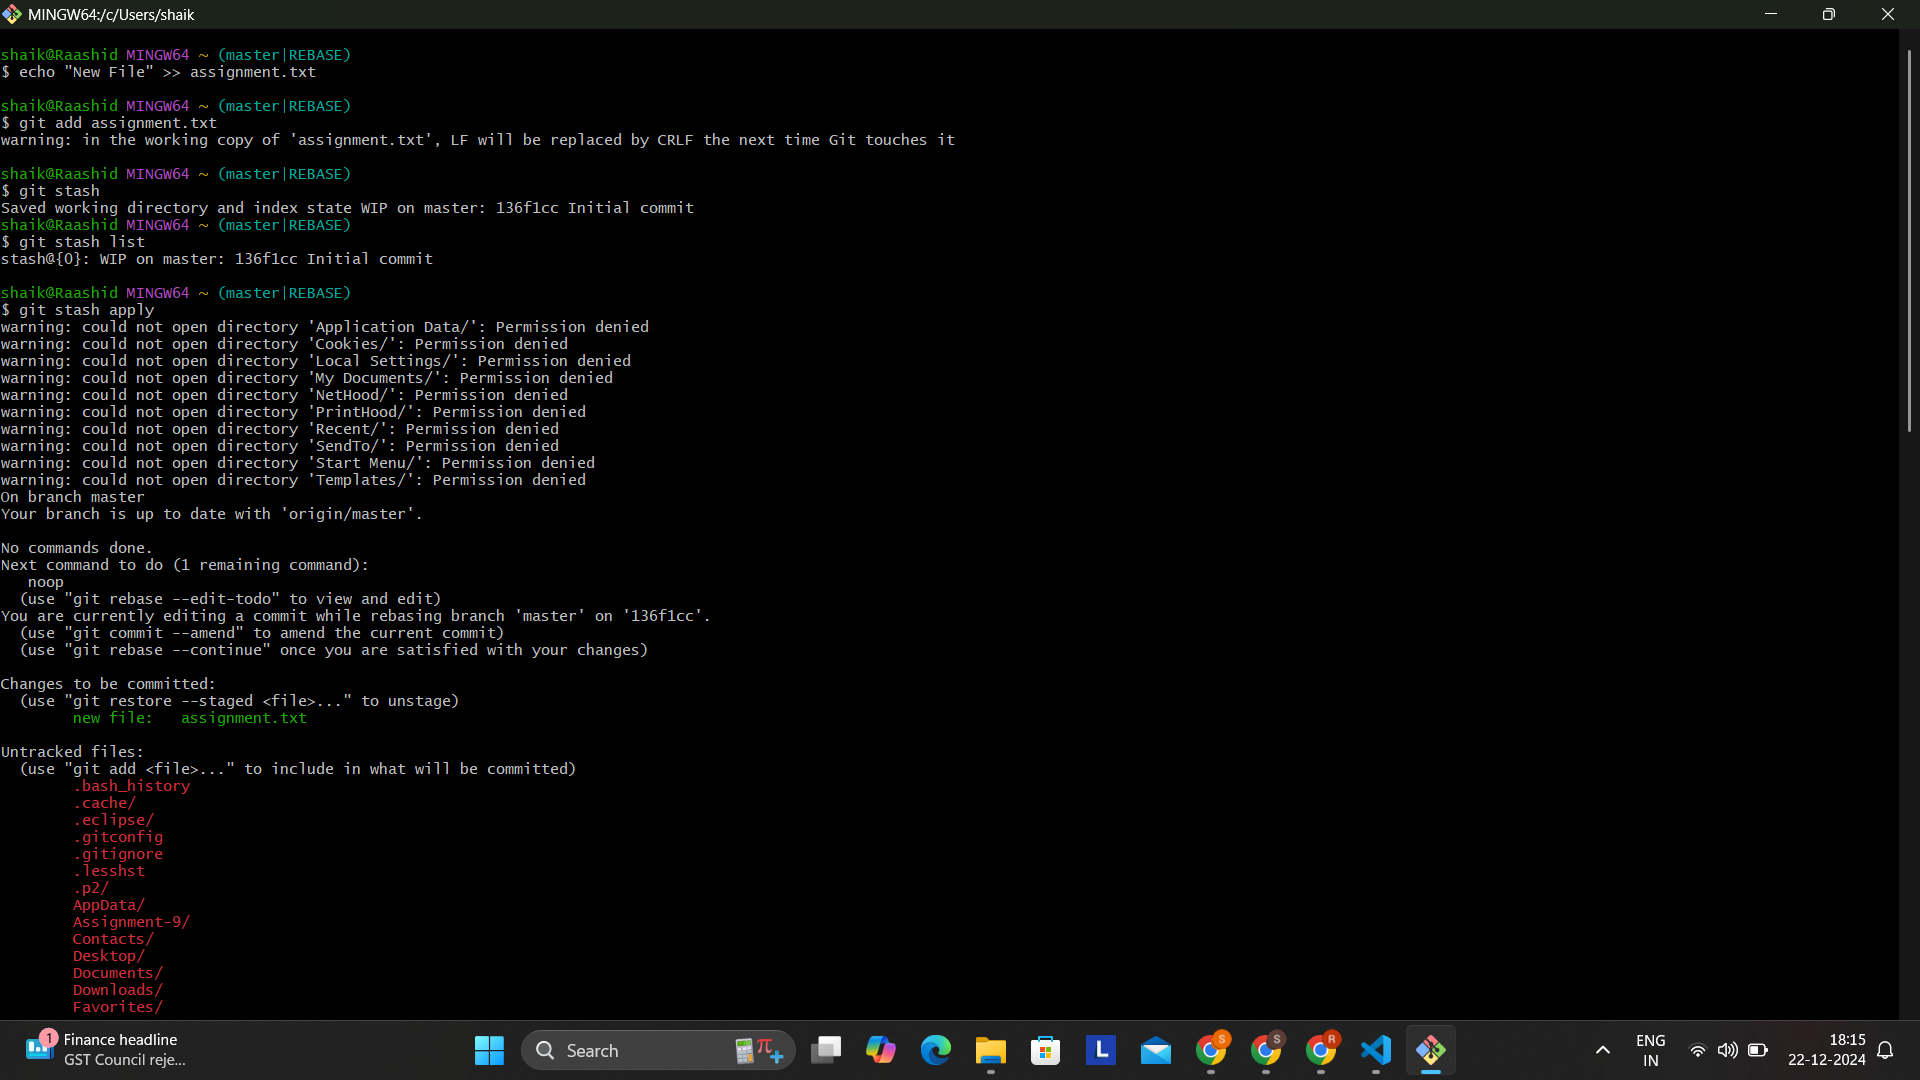 MINGW64:/c/Users/shaik
shaik@Raashid MINGW64 ~ (master|REBASE)
$ echo "New File" >> assignment.txt
shaik@Raashid MINGW64 ~ (master|REBASE)
$ git add assignment.txt
warning: in the working copy of 'assignment.txt', LF will be replaced by CRLF the next time Git touches it
shaik@Raashid MINGW64 ~ (master|REBASE)
$ git stash
Saved working directory and index state WIP on master: 136f1cc Initial commit
shaik@Raashid MINGW64 ~ (master|REBASE)
$ git stash list
stash@{0}: WIP on master: 136f1cc Initial commit
shaik@Raashid MINGW64 ~ (master|REBASE)
$ git stash apply
warning: could not open directory 'Application Data/': Permission denied
warning: could not open directory 'Cookies/': Permission denied
warning: could not open directory 'Local Settings/': Permission denied
warning: could not open directory 'My Documents/': Permission denied
warning: could not open directory 'NetHood/': Permission denied
warning: could not open directory 'PrintHood/': Permission denied
warning: could not open directory 'Recent/': Permission denied
warning: could not open directory 'SendTo/': Permission denied
warning: could not open directory 'Start Menu/': Permission denied
warning: could not open directory 'Templates/': Permission denied
On branch master
Your branch is up to date with 'origin/master'.
No commands done.
Next command to do (1 remaining command):
noop
(use "git rebase --edit-todo" to view and edit)
You are currently editing a commit while rebasing branch 'master' on '136f1cc'.
(use "git commit --amend" to amend the current commit)
(use "git rebase --continue" once you are satisfied with your changes)
Changes to be committed:
(use "git restore --staged <file>..." to unstage)
new file:   assignment.txt
Untracked files:
(use "git add <file>..." to include in what will be committed)
.bash_history
.cache/
.eclipse/
.gitconfig
.gitignore
.lesshst
.p2/
AppData/
Assignment-9/
Contacts/
Desktop/
Documents/
Downloads/
Favorites/
1
Finance headline
GST Council reje...
Search
L
S
S
R
ENG
IN
18:15
22-12-2024